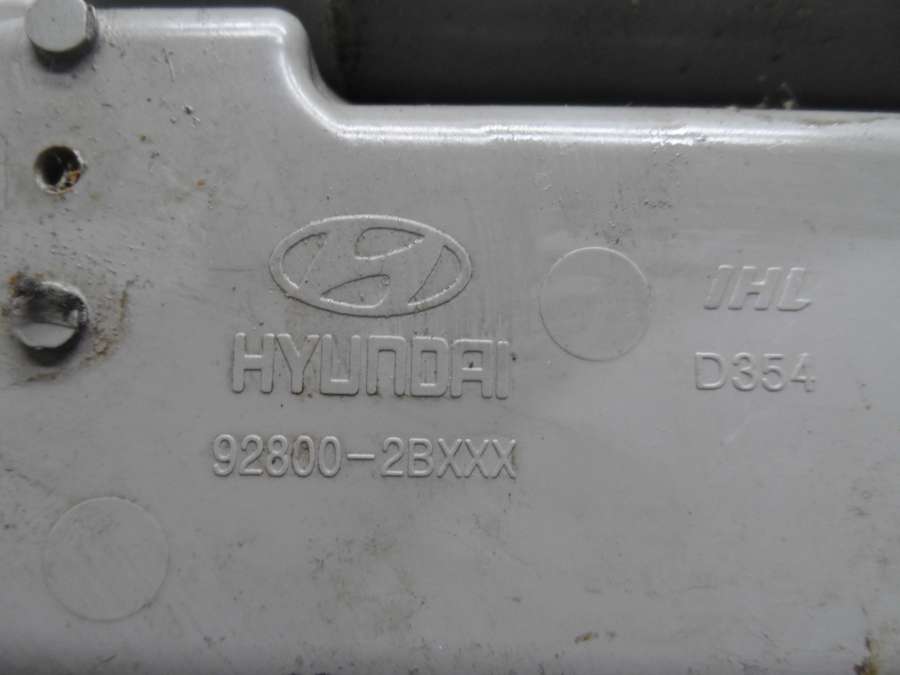 HYUNDAI
92800-2BXXX
IHL
D354